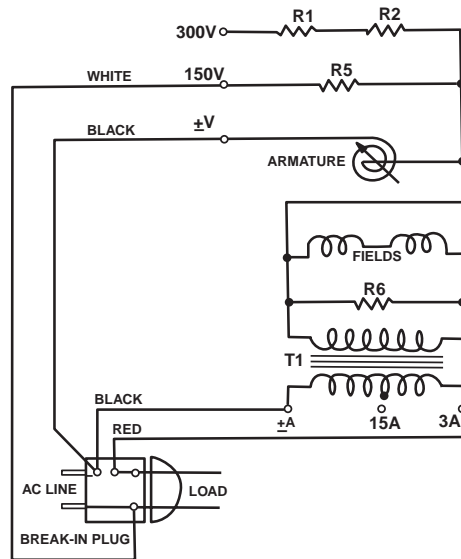 R1 R2
300V
R5
WHITE 150V
BLACK ±V
ARMATURE
FIELDS
R6
T1
BLACK
±A 15A 3A
RED
AC LINE LOAD
BREAK-IN PLUG